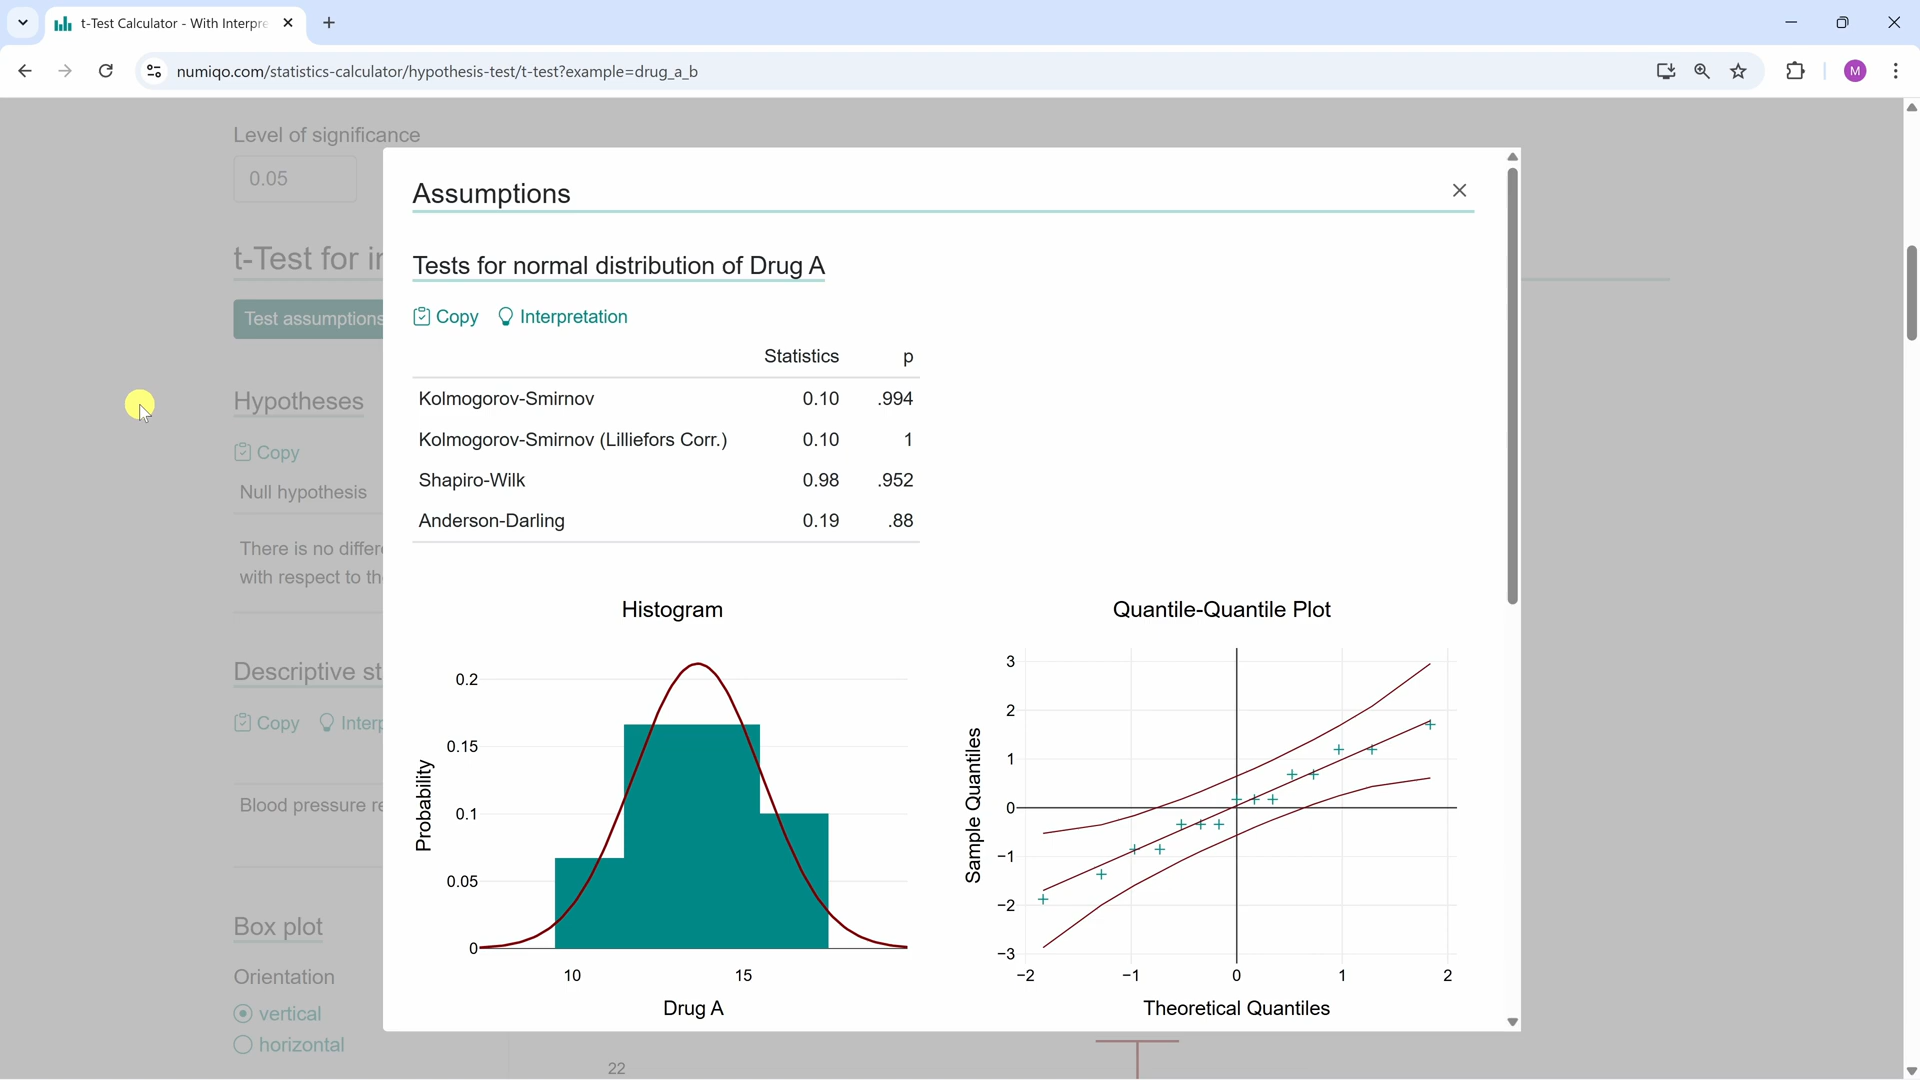 t-Test Calculator - With Interpre
numiqo.com/statistics-calculator/hypothesis-test/t-test?example=drug_a_b
M
Level of significance
0.05
t-Test for in
Test assumptions
Hypotheses
Copy
Null hypothesis
There is no differe
with respect to th
Descriptive st
Copy Interp
Blood pressure re
Box plot
Orientation
vertical
horizontal
22
Assumptions
Tests for normal distribution of Drug A
Copy Interpretation
Statistics p
Kolmogorov-Smirnov 0.10 .994
Kolmogorov-Smirnov (Lilliefors Corr.) 0.10 1
Shapiro-Wilk 0.98 .952
Anderson-Darling 0.19 .88
Histogram
0.2
0.15
0.1
0.05
0
Probability
10 15
Drug A
Quantile-Quantile Plot
3
2
1
0
−1
−2
−3
Sample Quantiles
−2 −1 0 1 2
Theoretical Quantiles